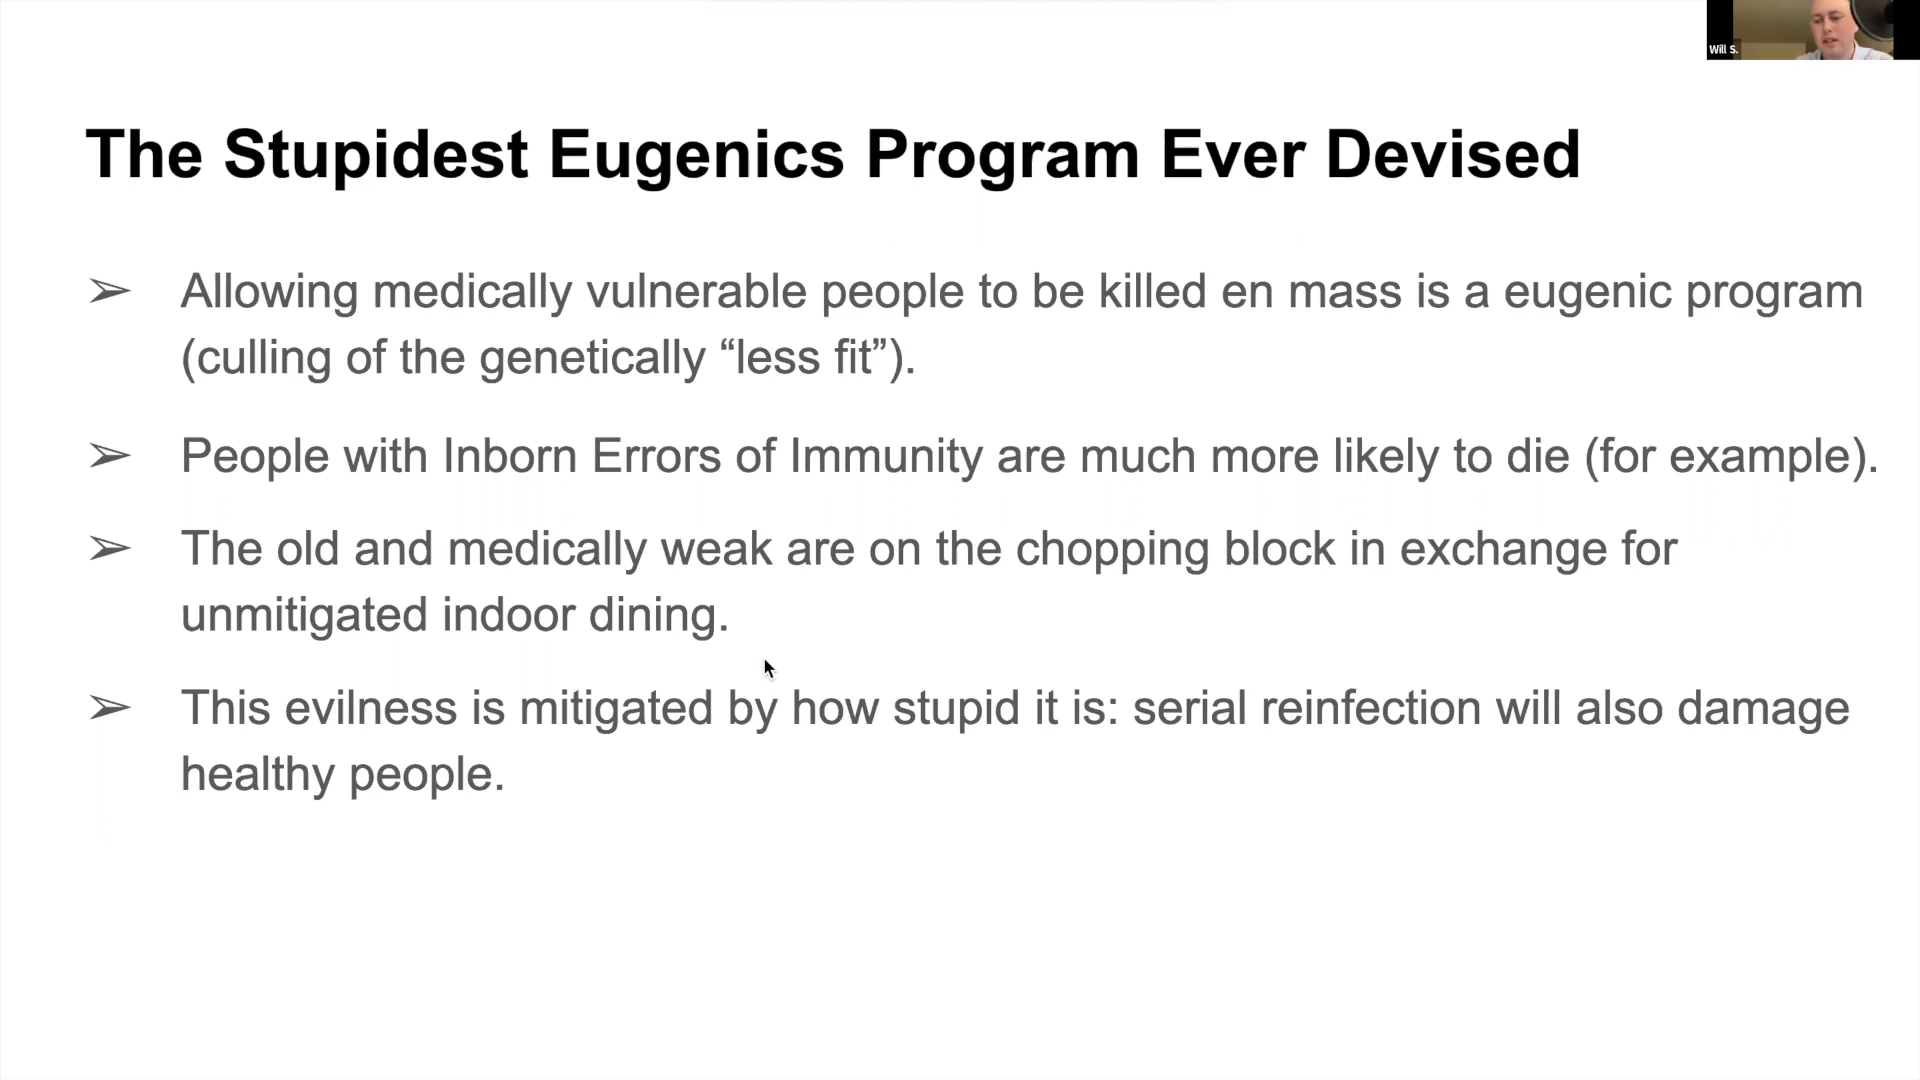 Will S.
The Stupidest Eugenics Program Ever Devised
➢ Allowing medically vulnerable people to be killed en mass is a eugenic program
(culling of the genetically “less fit”).
➢ People with Inborn Errors of Immunity are much more likely to die (for example).
➢ The old and medically weak are on the chopping block in exchange for
unmitigated indoor dining.
➢ This evilness is mitigated by how stupid it is: serial reinfection will also damage
healthy people.